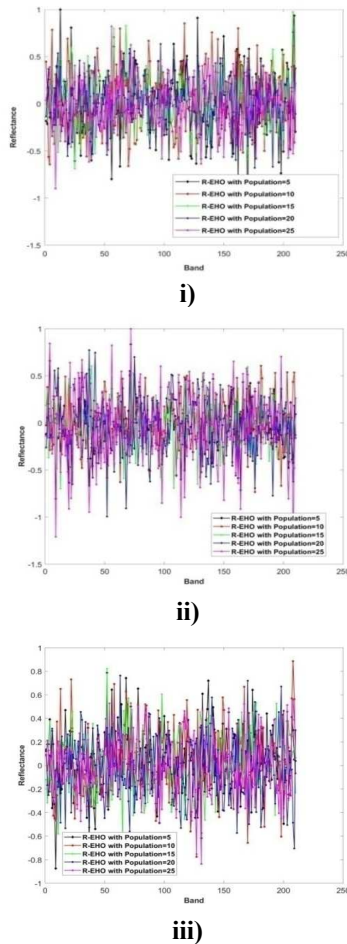 1
0.5
0
-0.5
-1
-1.5
Reflectance
R-EHO with Population=5
R-EHO with Population=10
R-EHO with Population=15
R-EHO with Population=20
R-EHO with Population=25
0 50 100 150 200 250
Band
i)
1
0.5
0
-0.5
-1
-1.5
Reflectance
R-EHO with Population=5
R-EHO with Population=10
R-EHO with Population=15
R-EHO with Population=20
R-EHO with Population=25
0 50 100 150 200 250
Band
ii)
1
0.8
0.6
0.4
0.2
0
-0.2
-0.4
-0.6
-0.8
-1
Reflectance
R-EHO with Population=5
R-EHO with Population=10
R-EHO with Population=15
R-EHO with Population=20
R-EHO with Population=25
0 50 100 150 200 250
Band
iii)